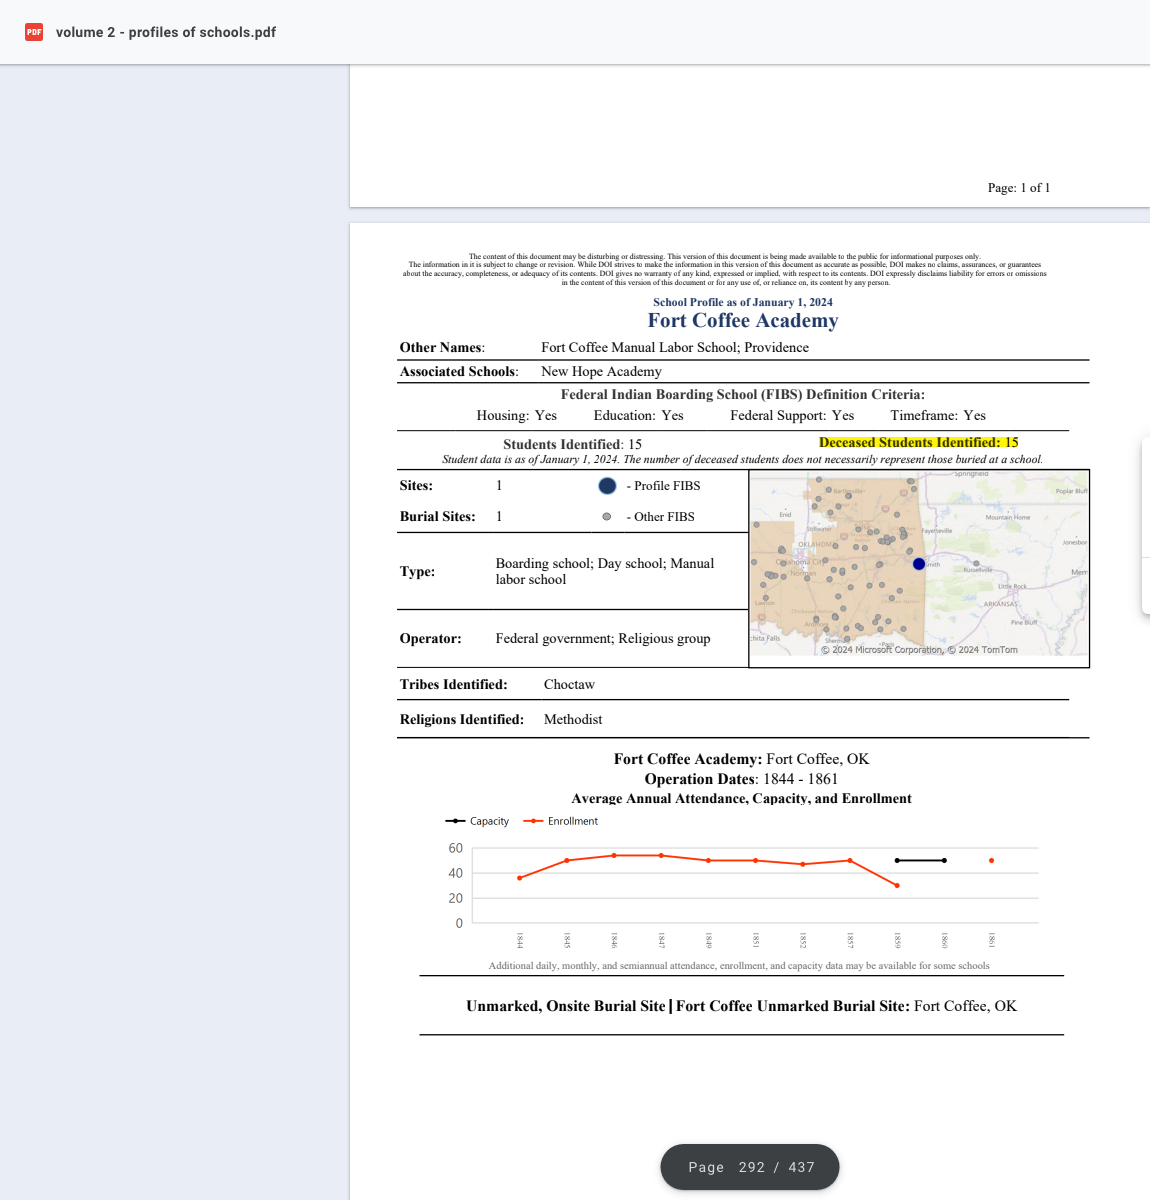 PDF volume 2 - profiles of schools.pdf
Page: 1 of 1
The content of this document may be disturbing or distressing. This version of this document is being made available to the public for informational purposes only.
The information in it is subject to change or revision. While DOI strives to make the information in this version of this document as accurate as possible, DOI makes no claims, assurances, or guarantees
about the accuracy, completeness, or adequacy of its contents. DOI gives no warranty of any kind, expressed or implied, with respect to its contents. DOI expressly disclaims liability for errors or omissions
in the content of this version of this document or for any use of, or reliance on, its content by any person.
School Profile as of January 1, 2024
Fort Coffee Academy
Other Names: Fort Coffee Manual Labor School; Providence
Associated Schools: New Hope Academy
Federal Indian Boarding School (FIBS) Definition Criteria:
Housing: Yes Education: Yes Federal Support: Yes Timeframe: Yes
Students Identified: 15 Deceased Students Identified: 15
Student data is as of January 1, 2024. The number of deceased students does not necessarily represent those buried at a school.
Sites: 1 - Profile FIBS
Burial Sites: 1 - Other FIBS
Type: Boarding school; Day school; Manual
labor school
Operator: Federal government; Religious group
Springfield
Poplar Bluff
Bartlesville
Enid
Mountain Home
Stillwater
Fayetteville
OKLAHOMA
Jonesbor
Oklahoma City
Smith
Russellville
Norman
Mem
Little Rock
Lawton
ARKANSAS
Chickasaw Nation
Pine Bluff
Ardmore
chita Falls
Sherman
Paris
© 2024 Microsoft Corporation, © 2024 TomTom
Tribes Identified: Choctaw
Religions Identified: Methodist
Fort Coffee Academy: Fort Coffee, OK
Operation Dates: 1844 - 1861
Average Annual Attendance, Capacity, and Enrollment
Capacity Enrollment
60
40
20
0
1844 1845 1846 1847 1849 1851 1852 1857 1859 1860 1861
Additional daily, monthly, and semiannual attendance, enrollment, and capacity data may be available for some schools
Unmarked, Onsite Burial Site | Fort Coffee Unmarked Burial Site: Fort Coffee, OK
Page 292 / 437